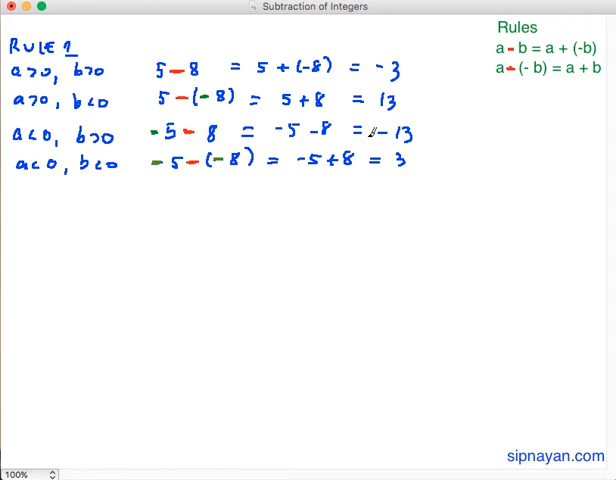 Subtraction of Integers
Rules
a - b = a + (-b)
a - (- b) = a + b
RULE 1
a>0, b>0 5 - 8 = 5 + (-8) = - 3
a>0, b<0 5 - (- 8) = 5 + 8 = 13
a<0, b>0 - 5 - 8 = -5 - 8 = - 13
a<0, b<0 - 5 - (- 8) = -5 + 8 = 3
sipnayan.com
100%